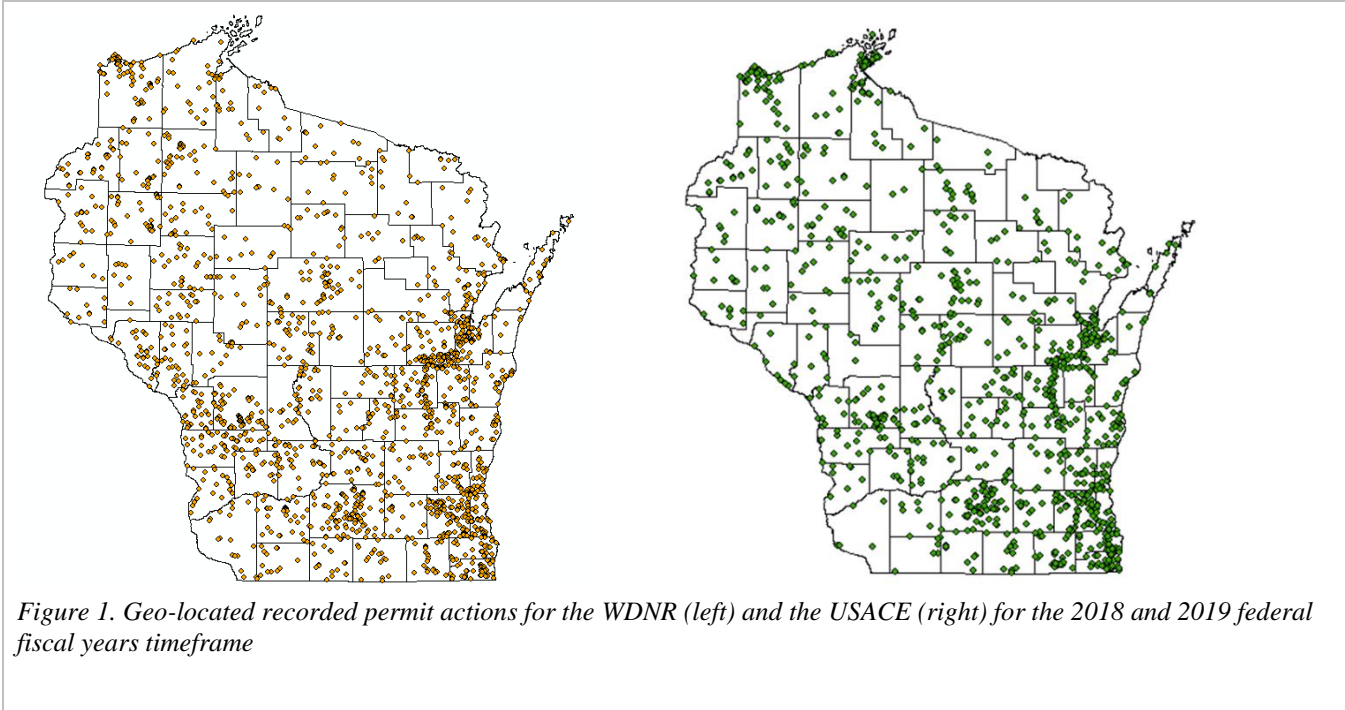 Figure 1. Geo-located recorded permit actions for the WDNR (left) and the USACE (right) for the 2018 and 2019 federal
fiscal years timeframe